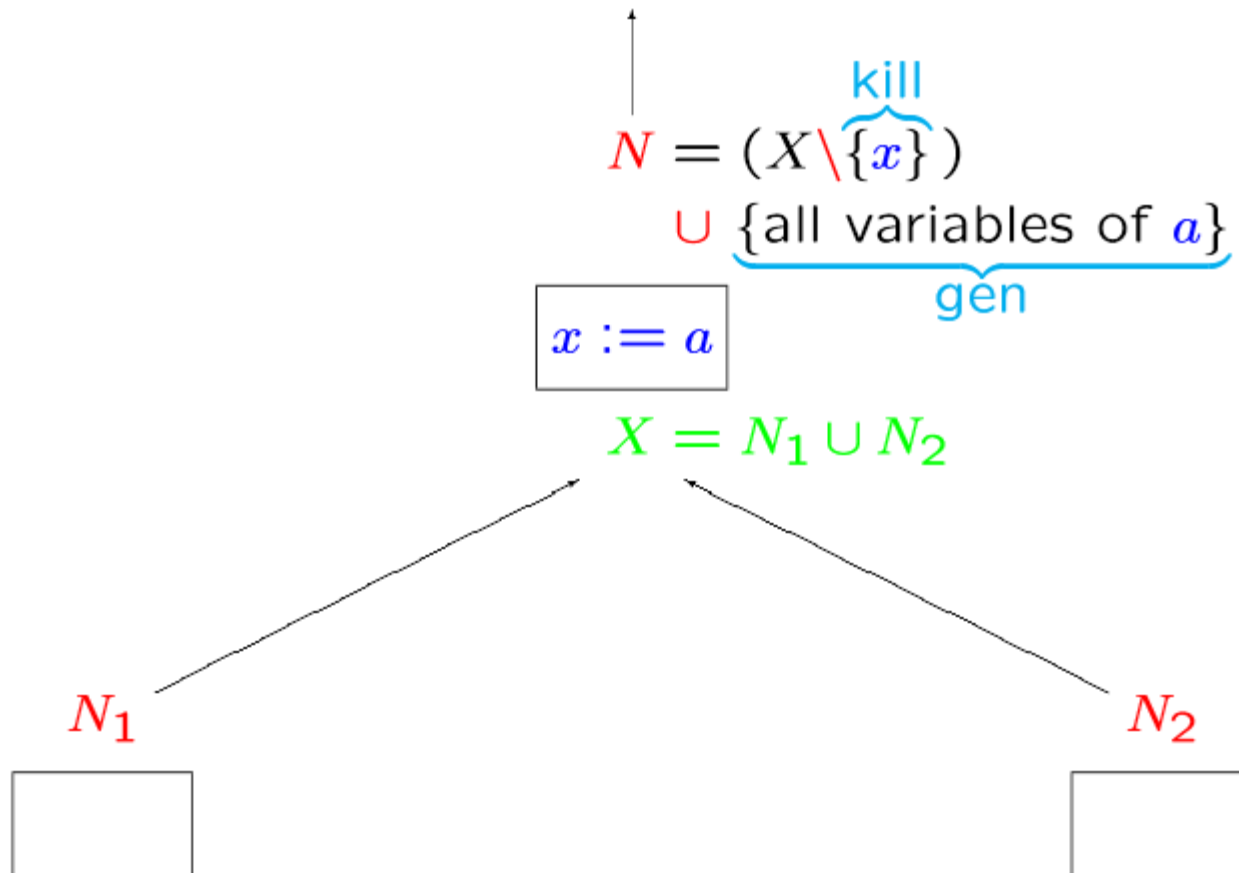 kill
N = (X\{x})
∪ {all variables of a}
gen
x := a
X = N₁ ∪ N₂
N₁
N₂